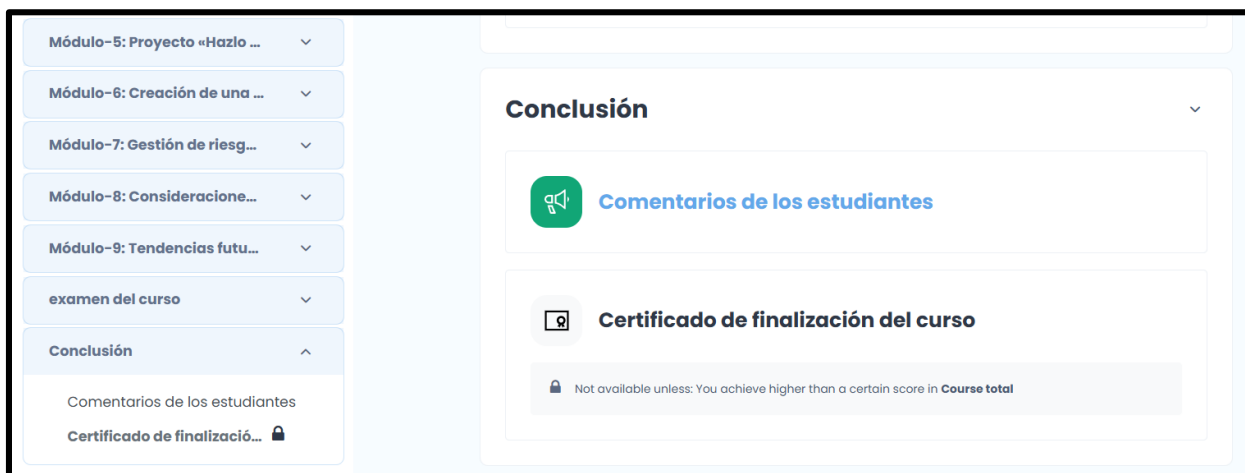 Módulo-5: Proyecto «Hazlo ...
Módulo-6: Creación de una ...
Módulo-7: Gestión de riesg...
Módulo-8: Consideracione...
Módulo-9: Tendencias futu...
examen del curso
Conclusión
Comentarios de los estudiantes
Certificado de finalizació...
Conclusión
Comentarios de los estudiantes
Certificado de finalización del curso
Not available unless: You achieve higher than a certain score in Course total